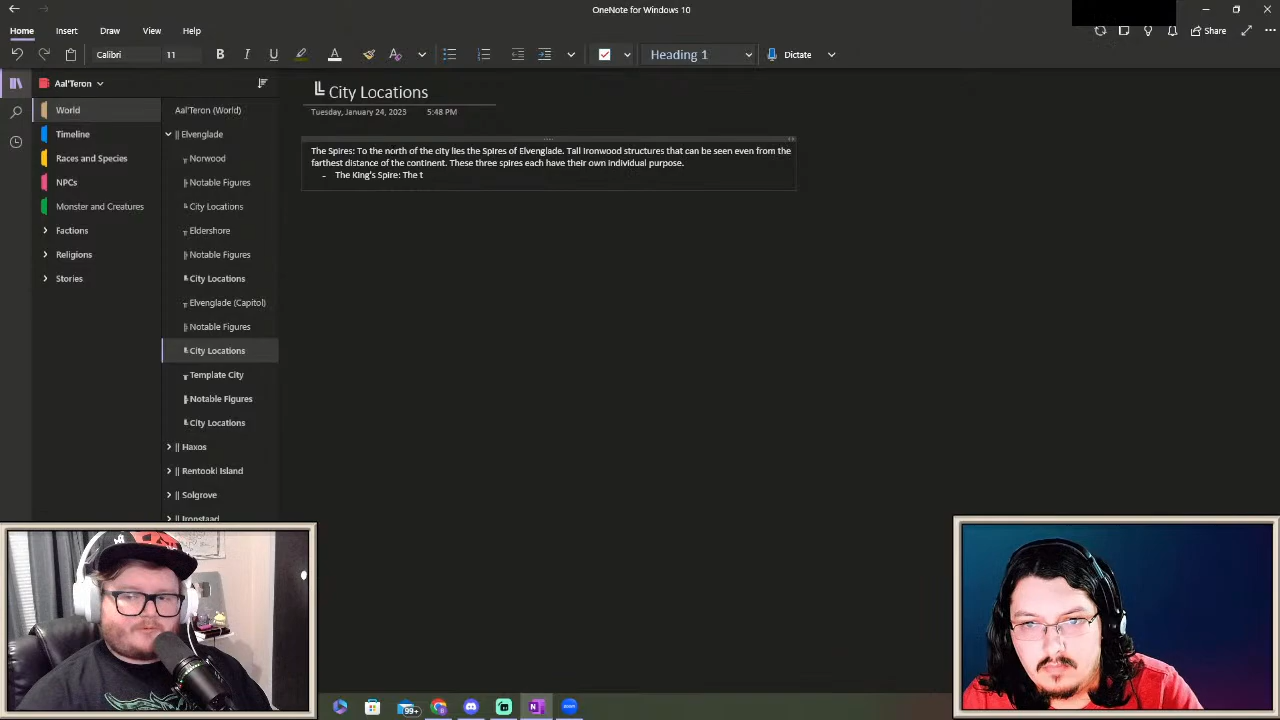 OneNote for Windows 10
Home Insert Draw View Help
Share
Calibri 11 B I U A Heading 1 Dictate
Aal'Teron
World
Timeline
Races and Species
NPCs
Monster and Creatures
Factions
Religions
Stories
Aal'Teron (World)
|| Elvenglade
╔ Norwood
╠ Notable Figures
╚ City Locations
╔ Eldershore
╠ Notable Figures
╚ City Locations
╔ Elvenglade (Capitol)
╠ Notable Figures
╚ City Locations
╔ Template City
╠ Notable Figures
╚ City Locations
|| Haxos
|| Rentooki Island
|| Solgrove
|| Ironstaad
╚ City Locations
Tuesday, January 24, 2023 5:48 PM
The Spires: To the north of the city lies the Spires of Elvenglade. Tall Ironwood structures that can be seen even from the
farthest distance of the continent. These three spires each have their own individual purpose.
- The King's Spire: The t
99+
zoom